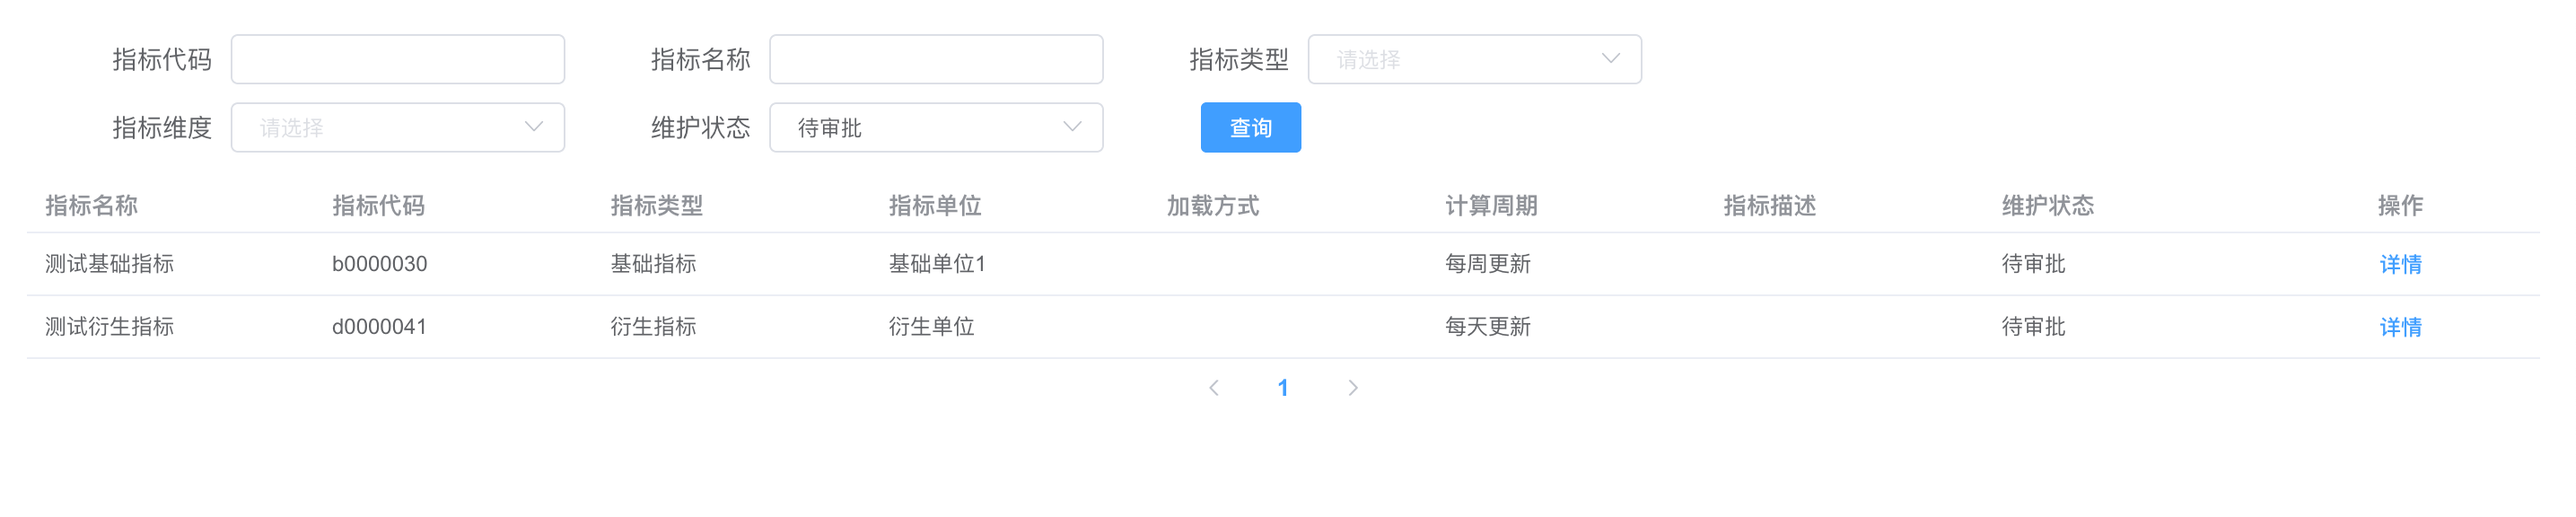 指标代码 指标名称 指标类型 请选择
指标维度 请选择 维护状态 待审批 查询
指标名称 指标代码 指标类型 指标单位 加载方式 计算周期 指标描述 维护状态 操作
测试基础指标 b0000030 基础指标 基础单位1 每周更新 待审批 详情
测试衍生指标 d0000041 衍生指标 衍生单位 每天更新 待审批 详情
1